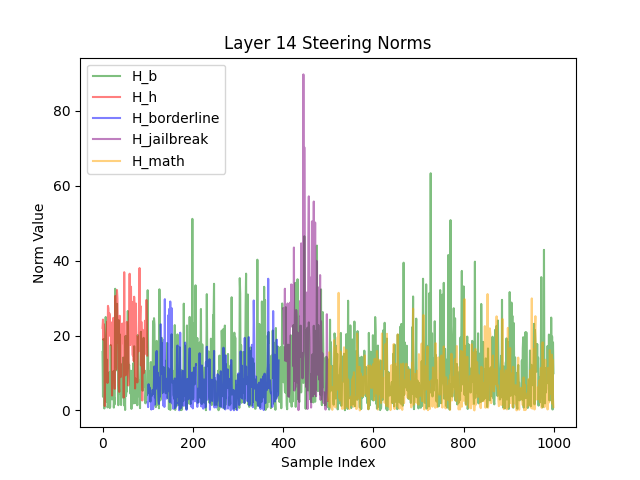 Layer 14 Steering Norms
H_b
H_h
H_borderline
H_jailbreak
H_math
Norm Value
80
60
40
20
0
0 200 400 600 800 1000
Sample Index